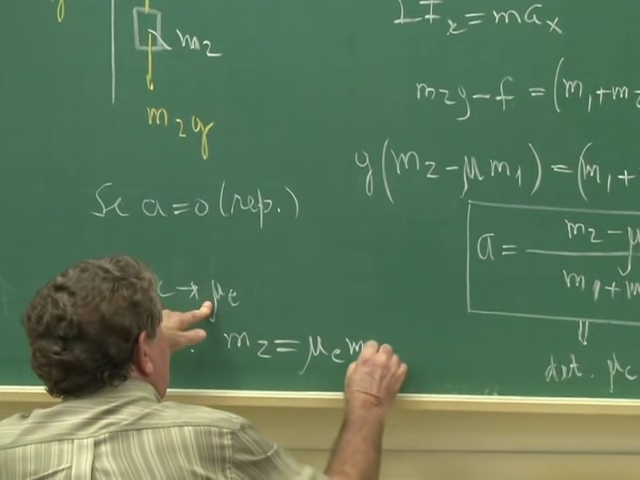 m₂
m₂g
Se a=0 (rep.)
c → μe
m₂ = μe m
ΣFₓ = maₓ
m₂g - f = (m₁+m₂
g(m₂-μm₁) = (m₁+
a = m₂-μ
m₁+m
⇓
det. μc